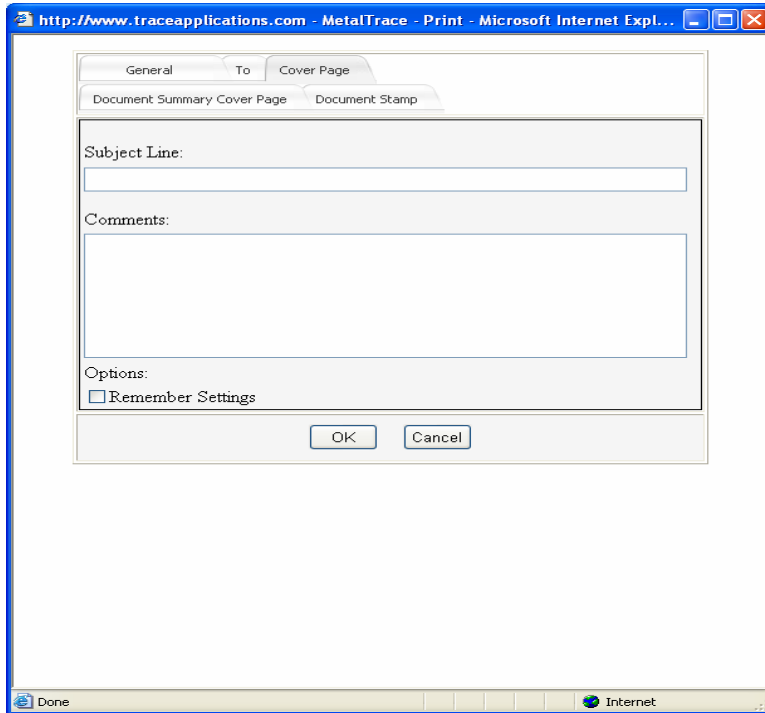 http://www.traceapplications.com - MetalTrace - Print - Microsoft Internet Expl...
General To Cover Page
Document Summary Cover Page Document Stamp
Subject Line:
Comments:
Options:
Remember Settings
OK Cancel
Done Internet